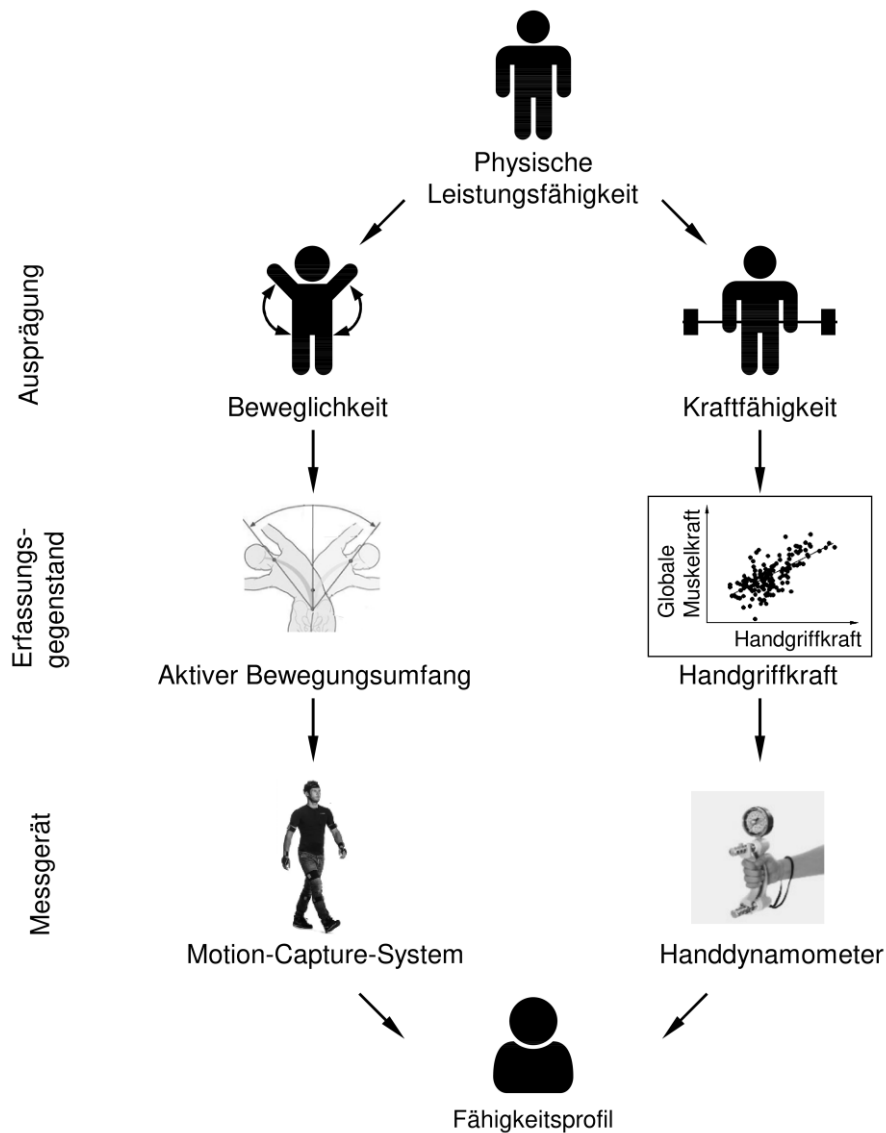 Physische
Leistungsfähigkeit
Ausprägung
Beweglichkeit
Kraftfähigkeit
Erfassungs-
gegenstand
Globale
Muskelkraft
Handgriffkraft
Aktiver Bewegungsumfang
Handgriffkraft
Messgerät
Motion-Capture-System
Handdynamometer
Fähigkeitsprofil